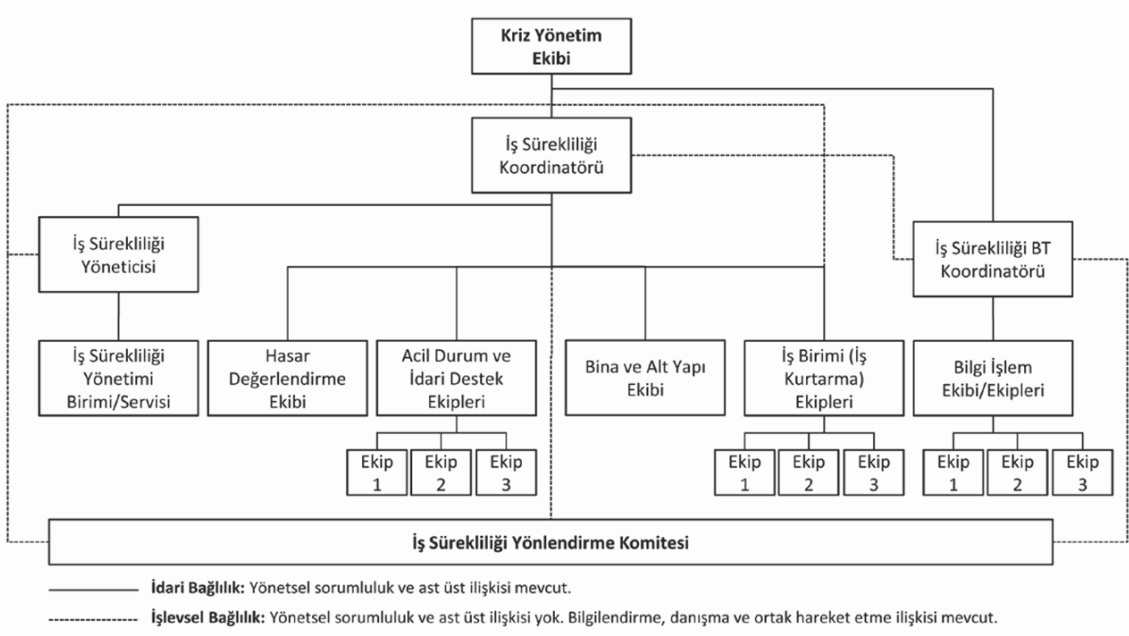 Kriz Yönetim
Ekibi
İş Sürekliliği
Koordinatörü
İş Sürekliliği
Yöneticisi
İş Sürekliliği BT
Koordinatörü
İş Sürekliliği
Yönetimi
Birimi/Servisi
Hasar
Değerlendirme
Ekibi
Acil Durum ve
İdari Destek
Ekipleri
Bina ve Alt Yapı
Ekibi
İş Birimi (İş
Kurtarma)
Ekipleri
Bilgi İşlem
Ekibi/Ekipleri
Ekip
1
Ekip
2
Ekip
3
Ekip
1
Ekip
2
Ekip
3
Ekip
1
Ekip
2
Ekip
3
İş Sürekliliği Yönlendirme Komitesi
İdari Bağlılık: Yönetsel sorumluluk ve ast üst ilişkisi mevcut.
İşlevsel Bağlılık: Yönetsel sorumluluk ve ast üst ilişkisi yok. Bilgilendirme, danışma ve ortak hareket etme ilişkisi mevcut.